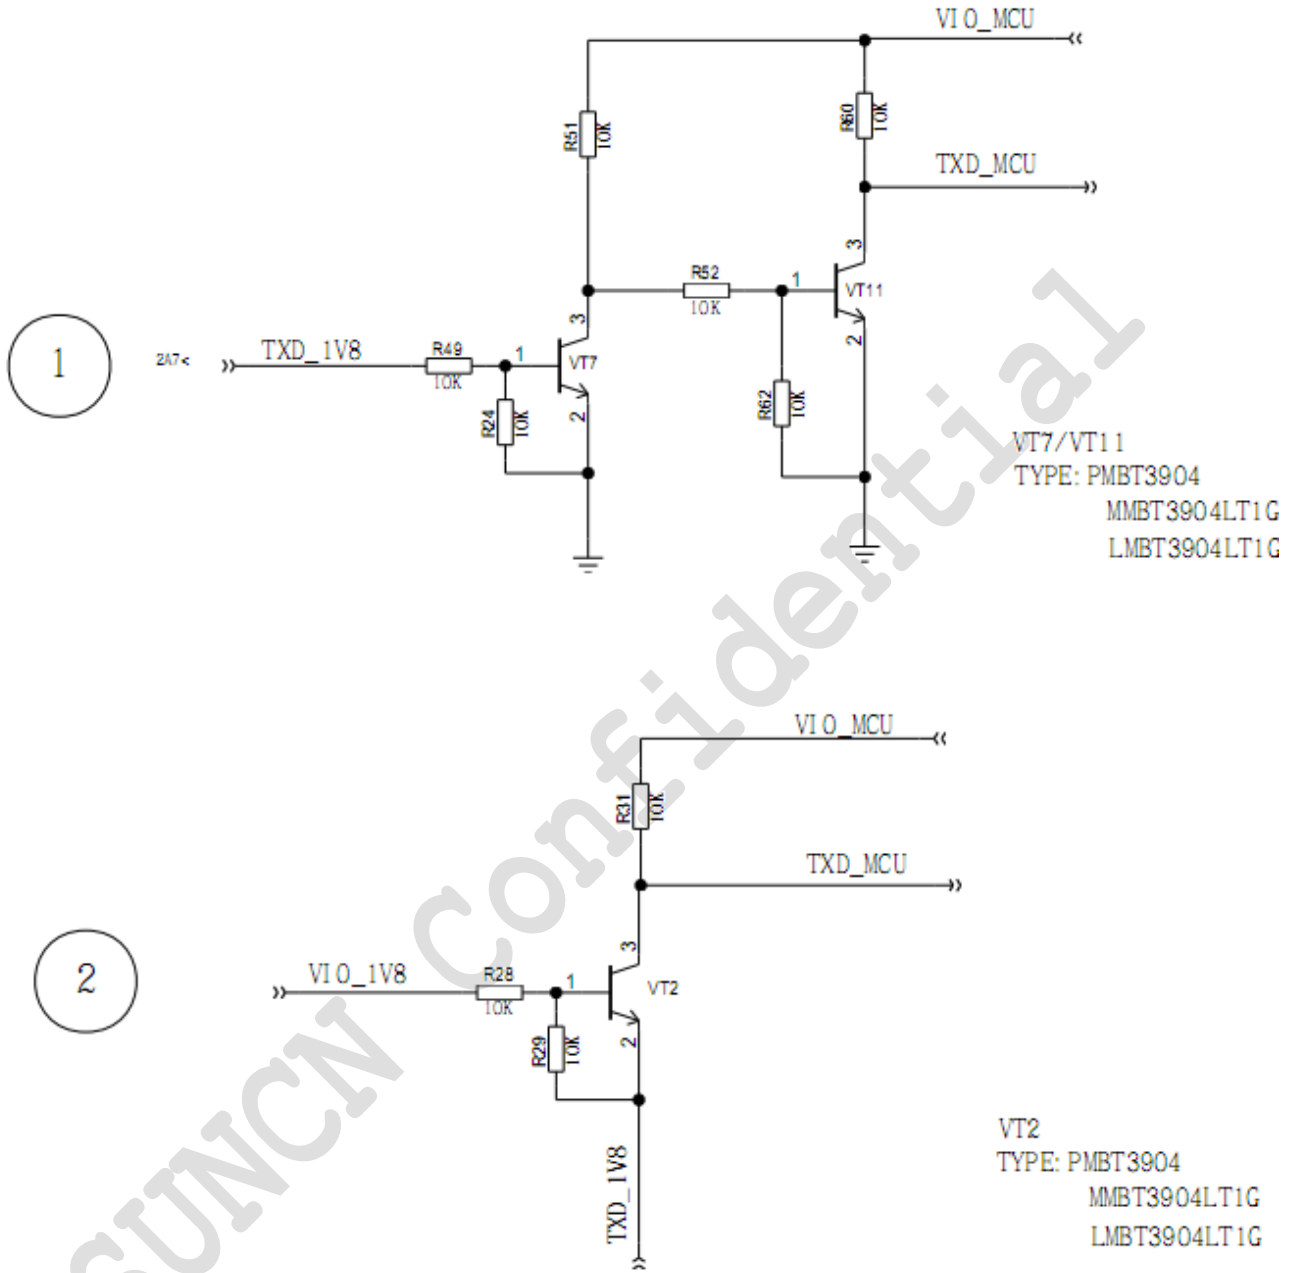 VIO_MCU
R51
10K
R60
10K
TXD_MCU
3
R52
1
10K
VT11
2
1
2A7<
TXD_1V8
R49
10K
1
3
VT7
R24
10K
2
R62
10K
VT7/VT11
TYPE: PMBT3904
MMBT3904LT1G
LMBT3904LT1G
VIO_MCU
R31
10K
TXD_MCU
3
2
VIO_1V8
R28
10K
1
VT2
R29
10K
2
TXD_1V8
VT2
TYPE: PMBT3904
MMBT3904LT1G
LMBT3904LT1G
SUNCN Confidential